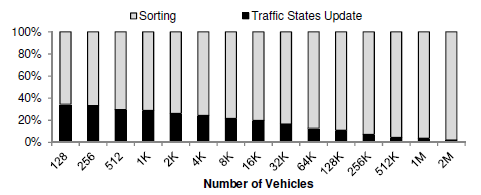 Sorting Traffic States Update
100%
80%
60%
40%
20%
0%
128 256 512 1K 2K 4K 8K 16K 32K 64K 128K 256K 512K 1M 2M
Number of Vehicles